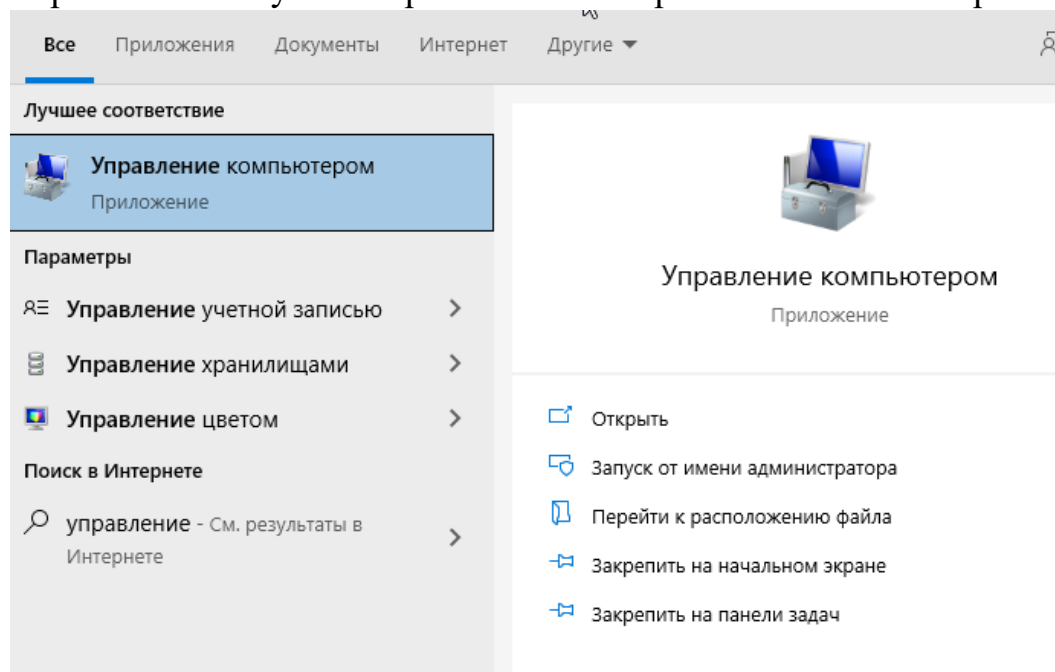 Все Приложения Документы Интернет Другие
Лучшее соответствие
Управление компьютером
Приложение
Параметры
Управление учетной записью
Управление хранилищами
Управление цветом
Поиск в Интернете
управление - См. результаты в
Интернете
Управление компьютером
Приложение
Открыть
Запуск от имени администратора
Перейти к расположению файла
Закрепить на начальном экране
Закрепить на панели задач